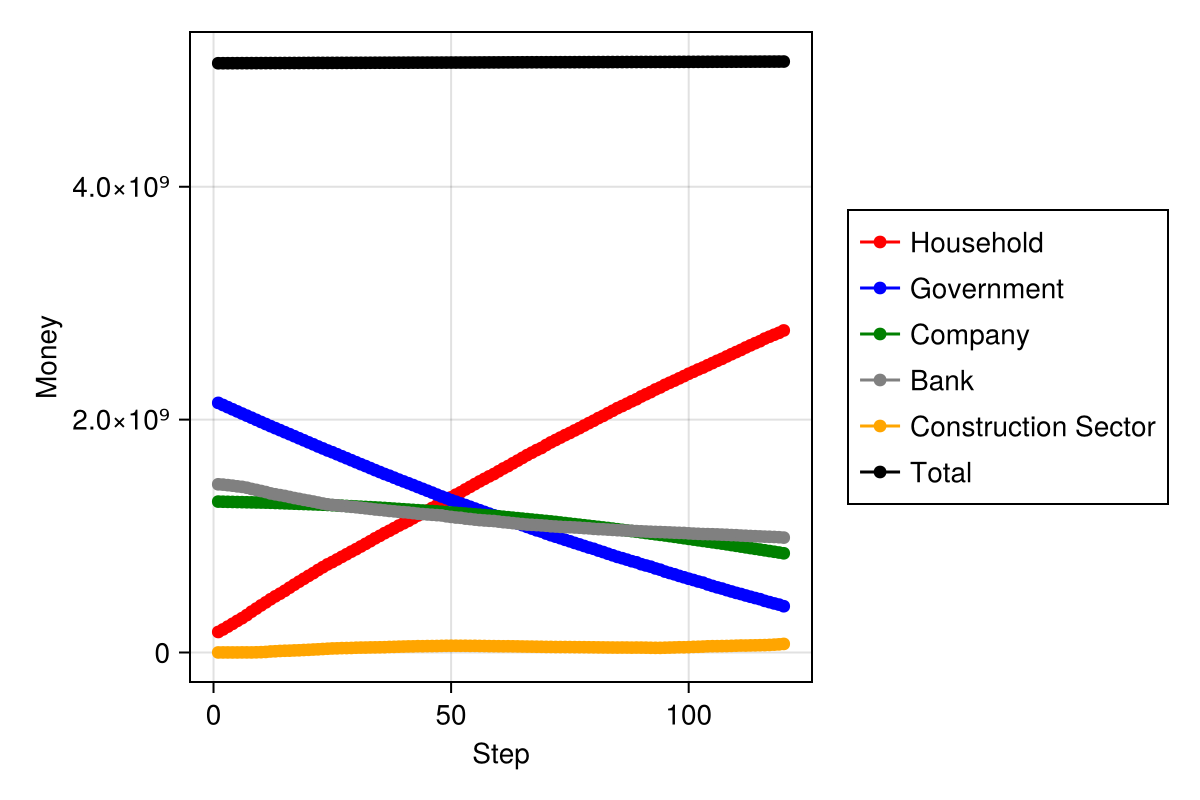 4.0×10⁹
2.0×10⁹
0
Money
0 50 100
Step
Household
Government
Company
Bank
Construction Sector
Total